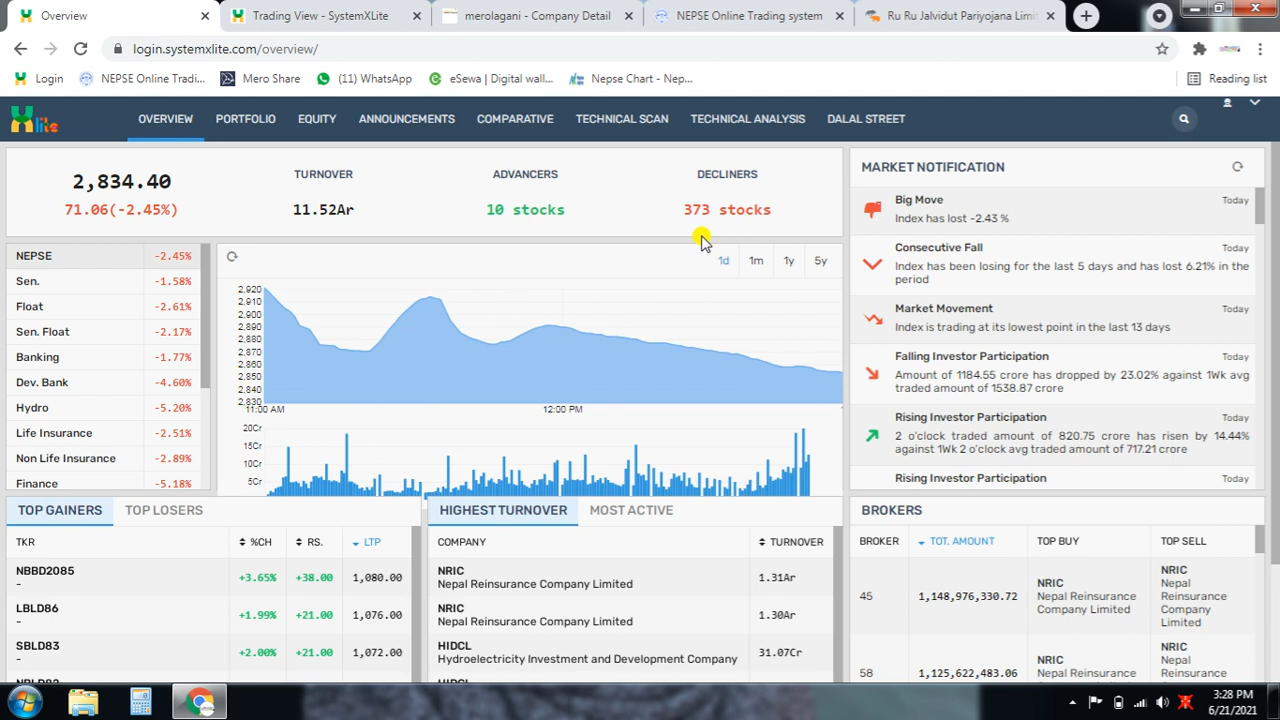 Overview
Trading View - SystemXLite
merolagani - Company Detail
NEPSE Online Trading system
Ru Ru Jalvidut Pariyojana Limit
login.systemxlite.com/overview/
Login
NEPSE Online Tradi...
Mero Share
(11) WhatsApp
eSewa | Digital wall...
Nepse Chart - Nep...
Reading list
lite
OVERVIEW
PORTFOLIO
EQUITY
ANNOUNCEMENTS
COMPARATIVE
TECHNICAL SCAN
TECHNICAL ANALYSIS
DALAL STREET
2,834.40
71.06(-2.45%)
TURNOVER
11.52Ar
ADVANCERS
10 stocks
DECLINERS
373 stocks
NEPSE -2.45%
Sen. -1.58%
Float -2.61%
Sen. Float -2.17%
Banking -1.77%
Dev. Bank -4.60%
Hydro -5.20%
Life Insurance -2.51%
Non Life Insurance -2.89%
Finance -5.18%
1d 1m 1y 5y
2,920
2,910
2,900
2,890
2,880
2,870
2,860
2,850
2,840
2,830
11:00 AM 12:00 PM
20Cr
15Cr
10Cr
5Cr
MARKET NOTIFICATION
Big Move Today
Index has lost -2.43 %
Consecutive Fall Today
Index has been losing for the last 5 days and has lost 6.21% in the
period
Market Movement Today
Index is trading at its lowest point in the last 13 days
Falling Investor Participation Today
Amount of 1184.55 crore has dropped by 23.02% against 1Wk avg
traded amount of 1538.87 crore
Rising Investor Participation Today
2 o'clock traded amount of 820.75 crore has risen by 14.44%
against 1Wk 2 o'clock avg traded amount of 717.21 crore
Rising Investor Participation Today
TOP GAINERS TOP LOSERS
TKR %CH RS. LTP
NBBD2085 +3.65% +38.00 1,080.00
-
LBLD86 +1.99% +21.00 1,076.00
-
SBLD83 +2.00% +21.00 1,072.00
-
HIGHEST TURNOVER MOST ACTIVE
COMPANY TURNOVER
NRIC
Nepal Reinsurance Company Limited 1.31Ar
NRIC
Nepal Reinsurance Company Limited 1.30Ar
HIDCL
Hydroelectricity Investment and Development Company 31.07Cr
BROKERS
BROKER TOT. AMOUNT TOP BUY TOP SELL
45 1,148,976,330.72
NRIC
Nepal Reinsurance
Company Limited
NRIC
Nepal
Reinsurance
Company
Limited
58 1,125,622,483.06
NRIC
Nepal Reinsurance
NRIC
Nepal
Reinsurance
3:28 PM
6/21/2021